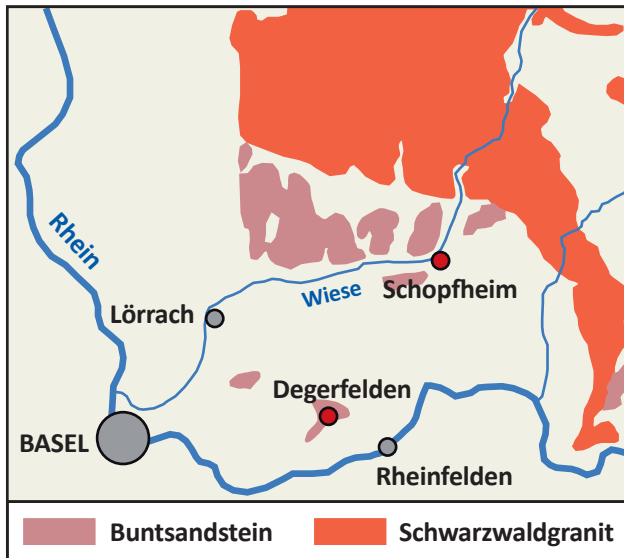 Rhein
Wiese
Schopfheim
Lörrach
Degerfelden
BASEL
Rheinfelden
Buntsandstein
Schwarzwaldgranit